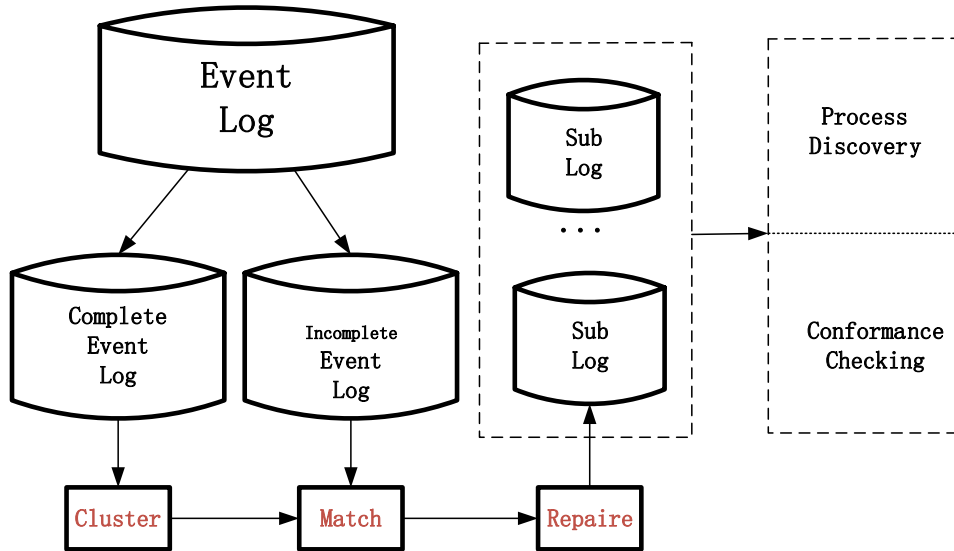 Event
Log
Complete
Event
Log
Incomplete
Event
Log
Cluster
Match
Repaire
Sub
Log
...
Sub
Log
Process
Discovery
Conformance
Checking